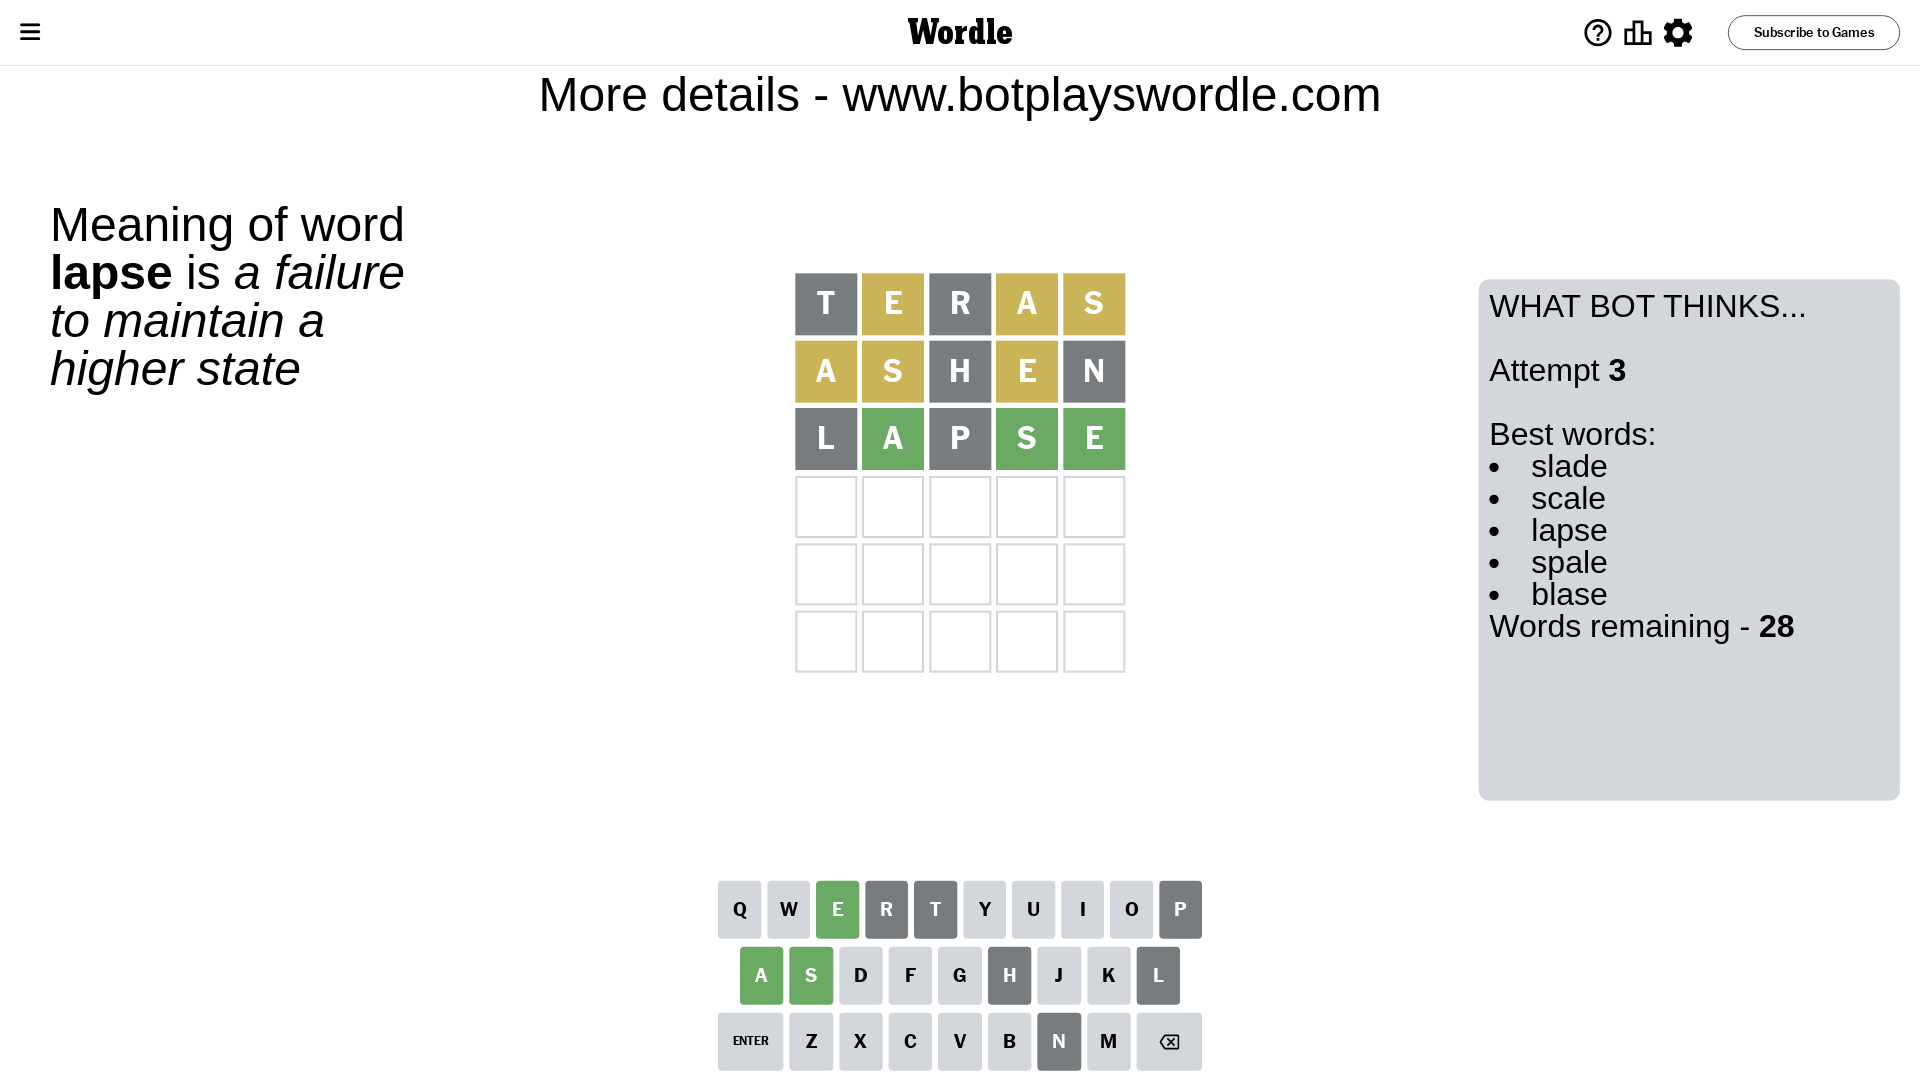 Wordle
Subscribe to Games
More details - www.botplayswordle.com
Meaning of word
lapse is a failure
to maintain a
higher state
T E R A S
A S H E N
L A P S E
WHAT BOT THINKS...
Attempt 3
Best words:
• slade
• scale
• lapse
• spale
• blase
Words remaining - 28
Q W E R T Y U I O P
A S D F G H J K L
ENTER Z X C V B N M